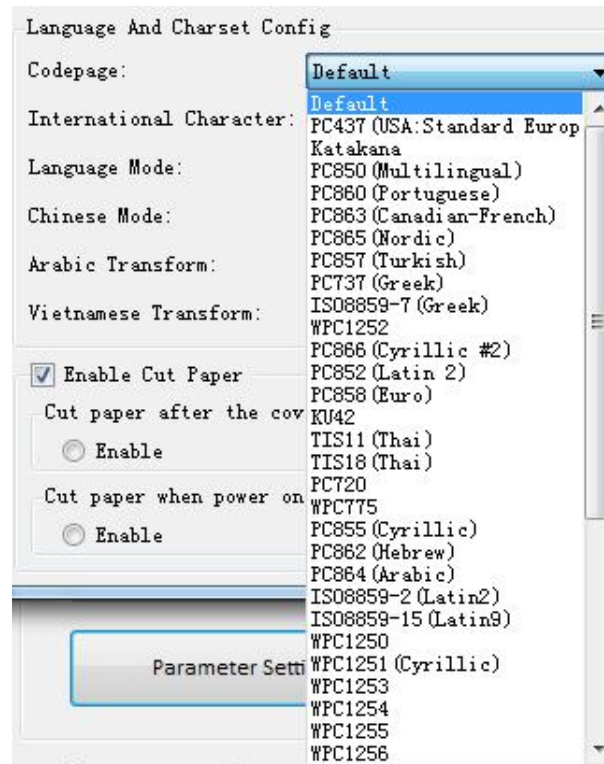 Language And Charset Config
Codepage:
Default
International Character:
Language Mode:
Chinese Mode:
Arabic Transform:
Vietnamese Transform:
Enable Cut Paper
Cut paper after the cov
Enable
Cut paper when power on
Enable
Parameter Setti
Default
PC437(USA:Standard Europ
Katakana
PC850(Multilingual)
PC860(Portuguese)
PC863(Canadian-French)
PC865(Nordic)
PC857(Turkish)
PC737(Greek)
ISO8859-7(Greek)
WPC1252
PC866(Cyrillic #2)
PC852(Latin 2)
PC858(Euro)
KU42
TIS11(Thai)
TIS18(Thai)
PC720
WPC775
PC855(Cyrillic)
PC862(Hebrew)
PC864(Arabic)
ISO8859-2(Latin2)
ISO8859-15(Latin9)
WPC1250
WPC1251(Cyrillic)
WPC1253
WPC1254
WPC1255
WPC1256